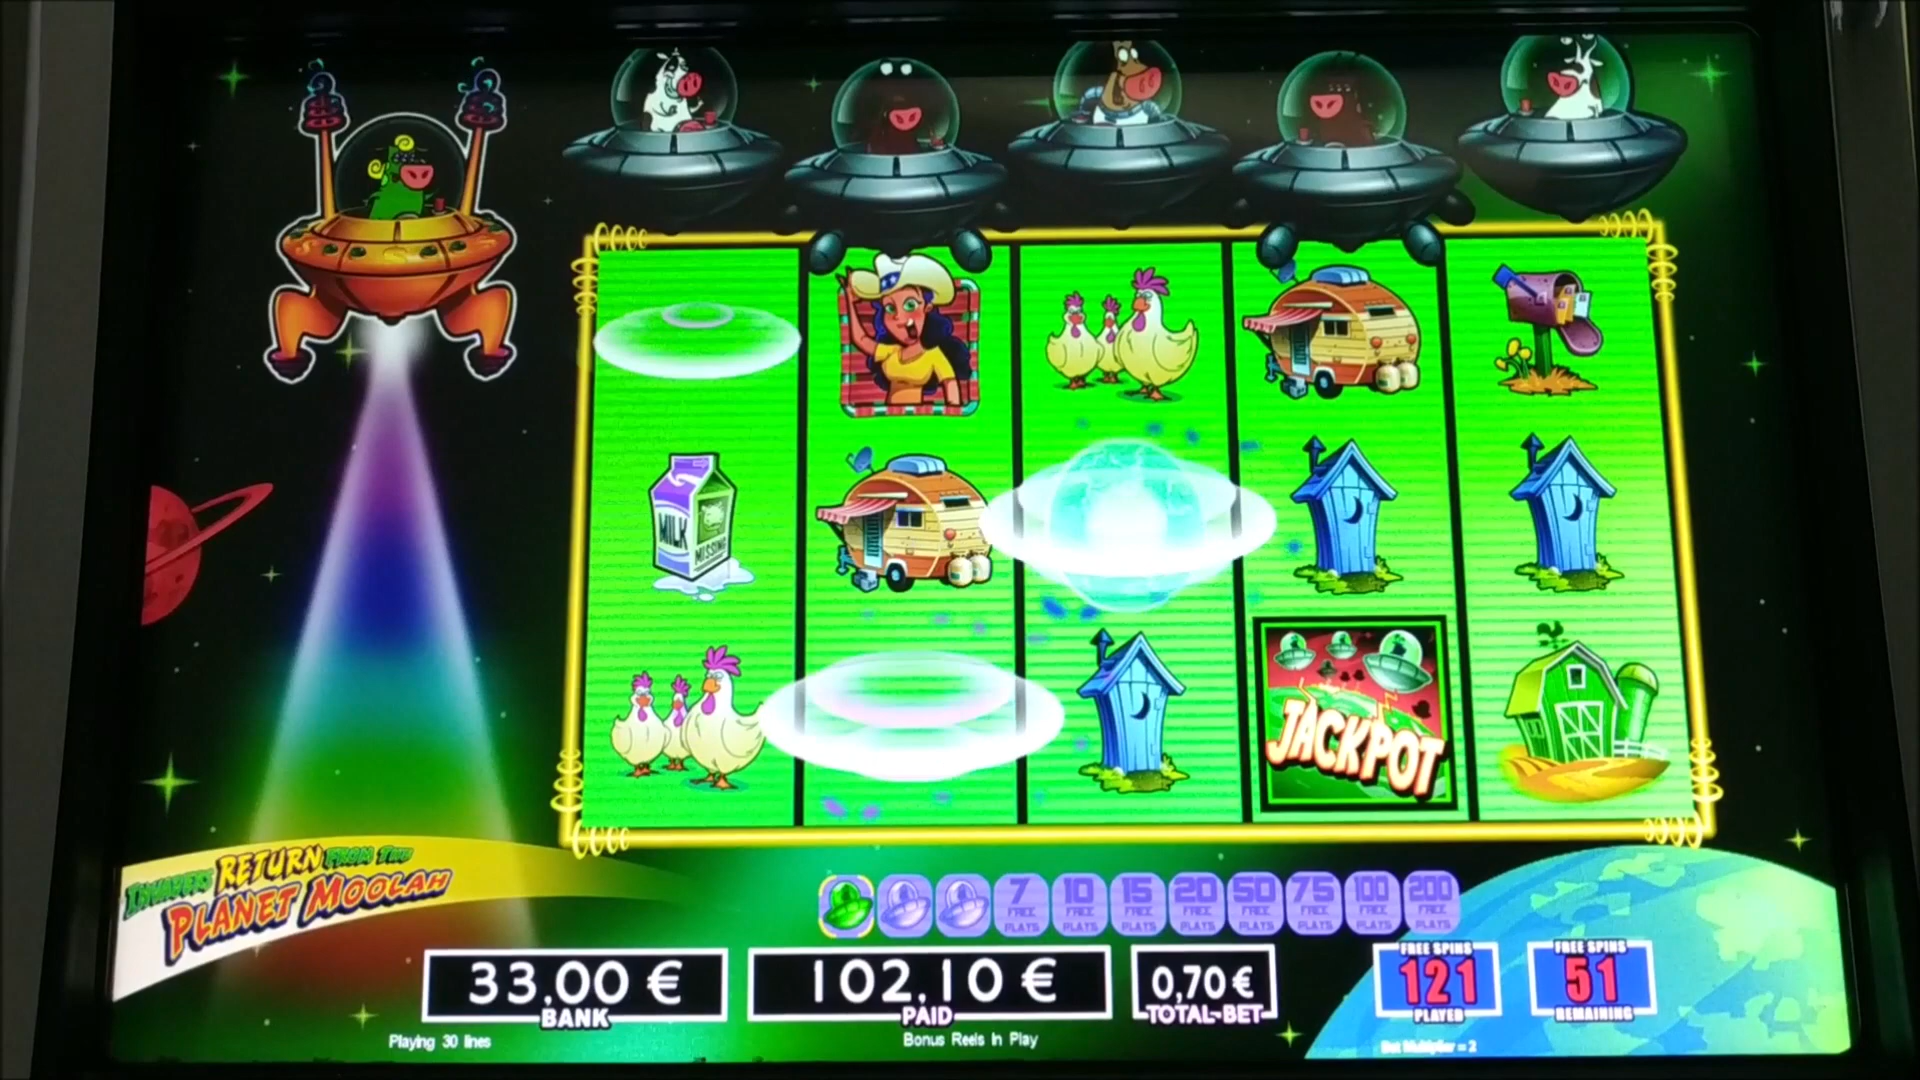 MILK
MISSING
JACKPOT
INVADERS RETURN FROM THE
PLANET MOOLAH
7 FREE PLAYS
10 FREE PLAYS
15 FREE PLAYS
20 FREE PLAYS
50 FREE PLAYS
75 FREE PLAYS
100 FREE PLAYS
200 FREE PLAYS
33,00 €
BANK
102,10 €
PAID
0,70 €
TOTAL BET
FREE SPINS
121
PLAYED
FREE SPINS
51
REMAINING
Playing 30 lines
Bonus Reels In Play
Bet Multiplier = 2